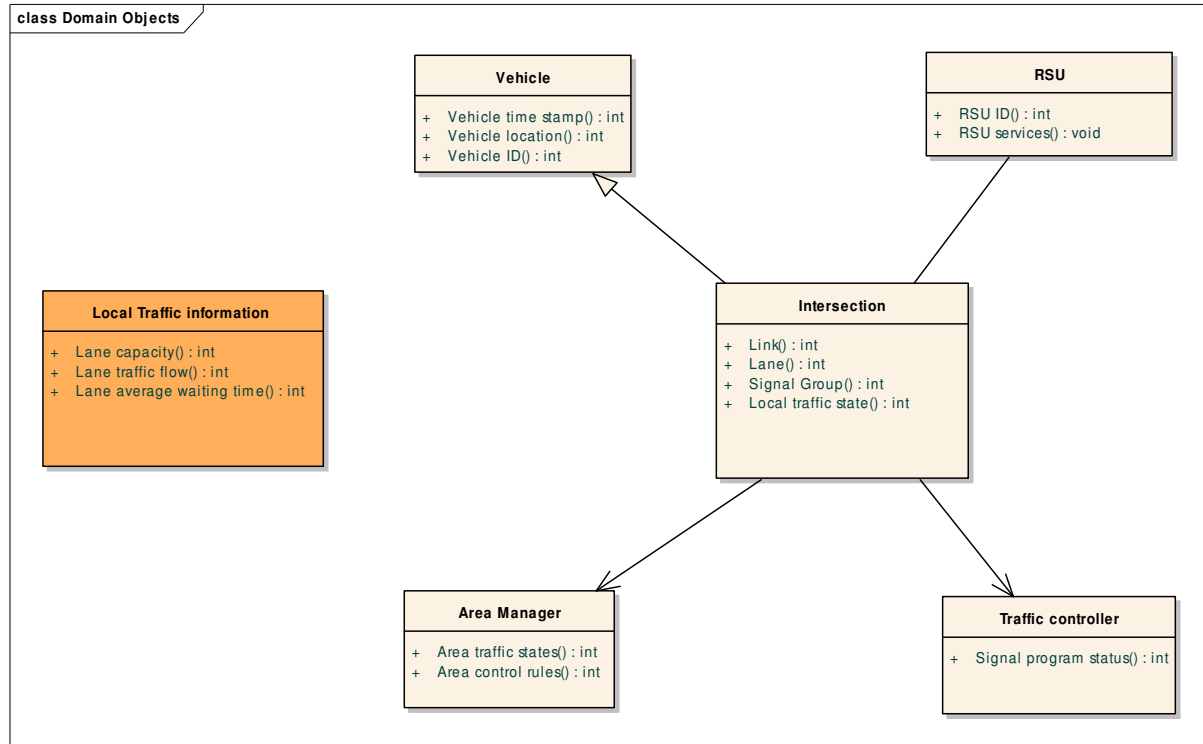 class Domain Objects
Vehicle
+ Vehicle time stamp() : int
+ Vehicle location() : int
+ Vehicle ID() : int
RSU
+ RSU ID() : int
+ RSU services() : void
Local Traffic information
+ Lane capacity() : int
+ Lane traffic flow() : int
+ Lane average waiting time() : int
Intersection
+ Link() : int
+ Lane() : int
+ Signal Group() : int
+ Local traffic state() : int
Area Manager
+ Area traffic states() : int
+ Area control rules() : int
Traffic controller
+ Signal program status() : int